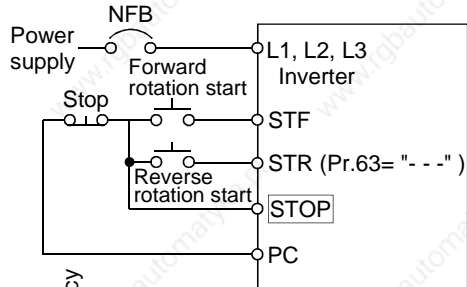 NFB
Power
supply
L1, L2, L3
Inverter
Forward
rotation start
Stop
STF
STR (Pr.63= "- - -" )
Reverse
rotation start
STOP
PC
cy